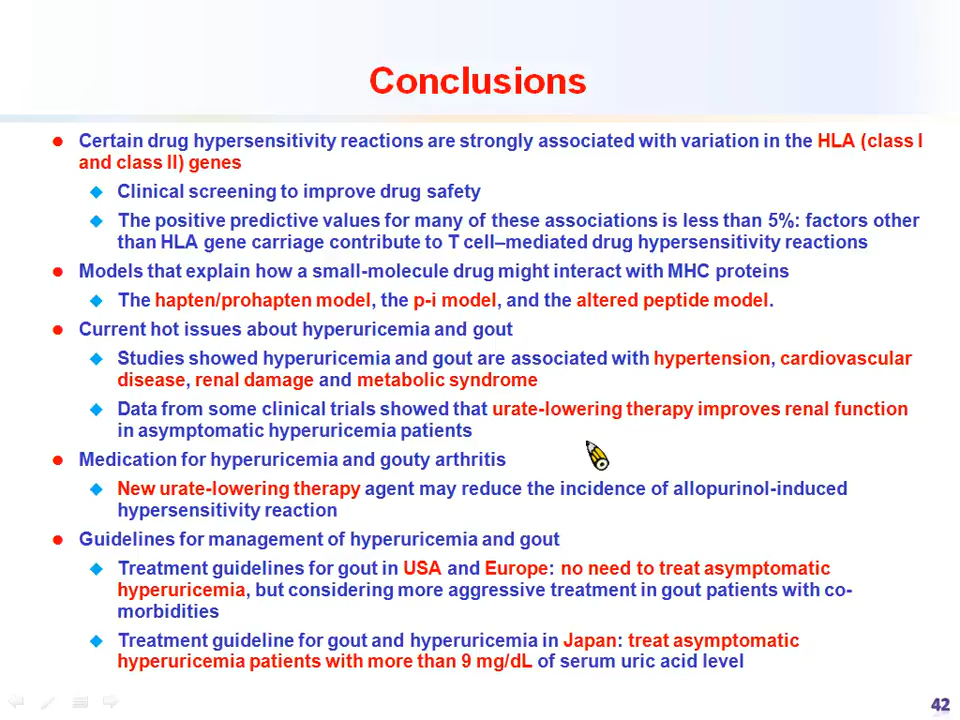 Conclusions
Certain drug hypersensitivity reactions are strongly associated with variation in the HLA (class I
and class II) genes
Clinical screening to improve drug safety
The positive predictive values for many of these associations is less than 5%: factors other
than HLA gene carriage contribute to T cell–mediated drug hypersensitivity reactions
Models that explain how a small-molecule drug might interact with MHC proteins
The hapten/prohapten model, the p-i model, and the altered peptide model.
Current hot issues about hyperuricemia and gout
Studies showed hyperuricemia and gout are associated with hypertension, cardiovascular
disease, renal damage and metabolic syndrome
Data from some clinical trials showed that urate-lowering therapy improves renal function
in asymptomatic hyperuricemia patients
Medication for hyperuricemia and gouty arthritis
New urate-lowering therapy agent may reduce the incidence of allopurinol-induced
hypersensitivity reaction
Guidelines for management of hyperuricemia and gout
Treatment guidelines for gout in USA and Europe: no need to treat asymptomatic
hyperuricemia, but considering more aggressive treatment in gout patients with co-
morbidities
Treatment guideline for gout and hyperuricemia in Japan: treat asymptomatic
hyperuricemia patients with more than 9 mg/dL of serum uric acid level
42